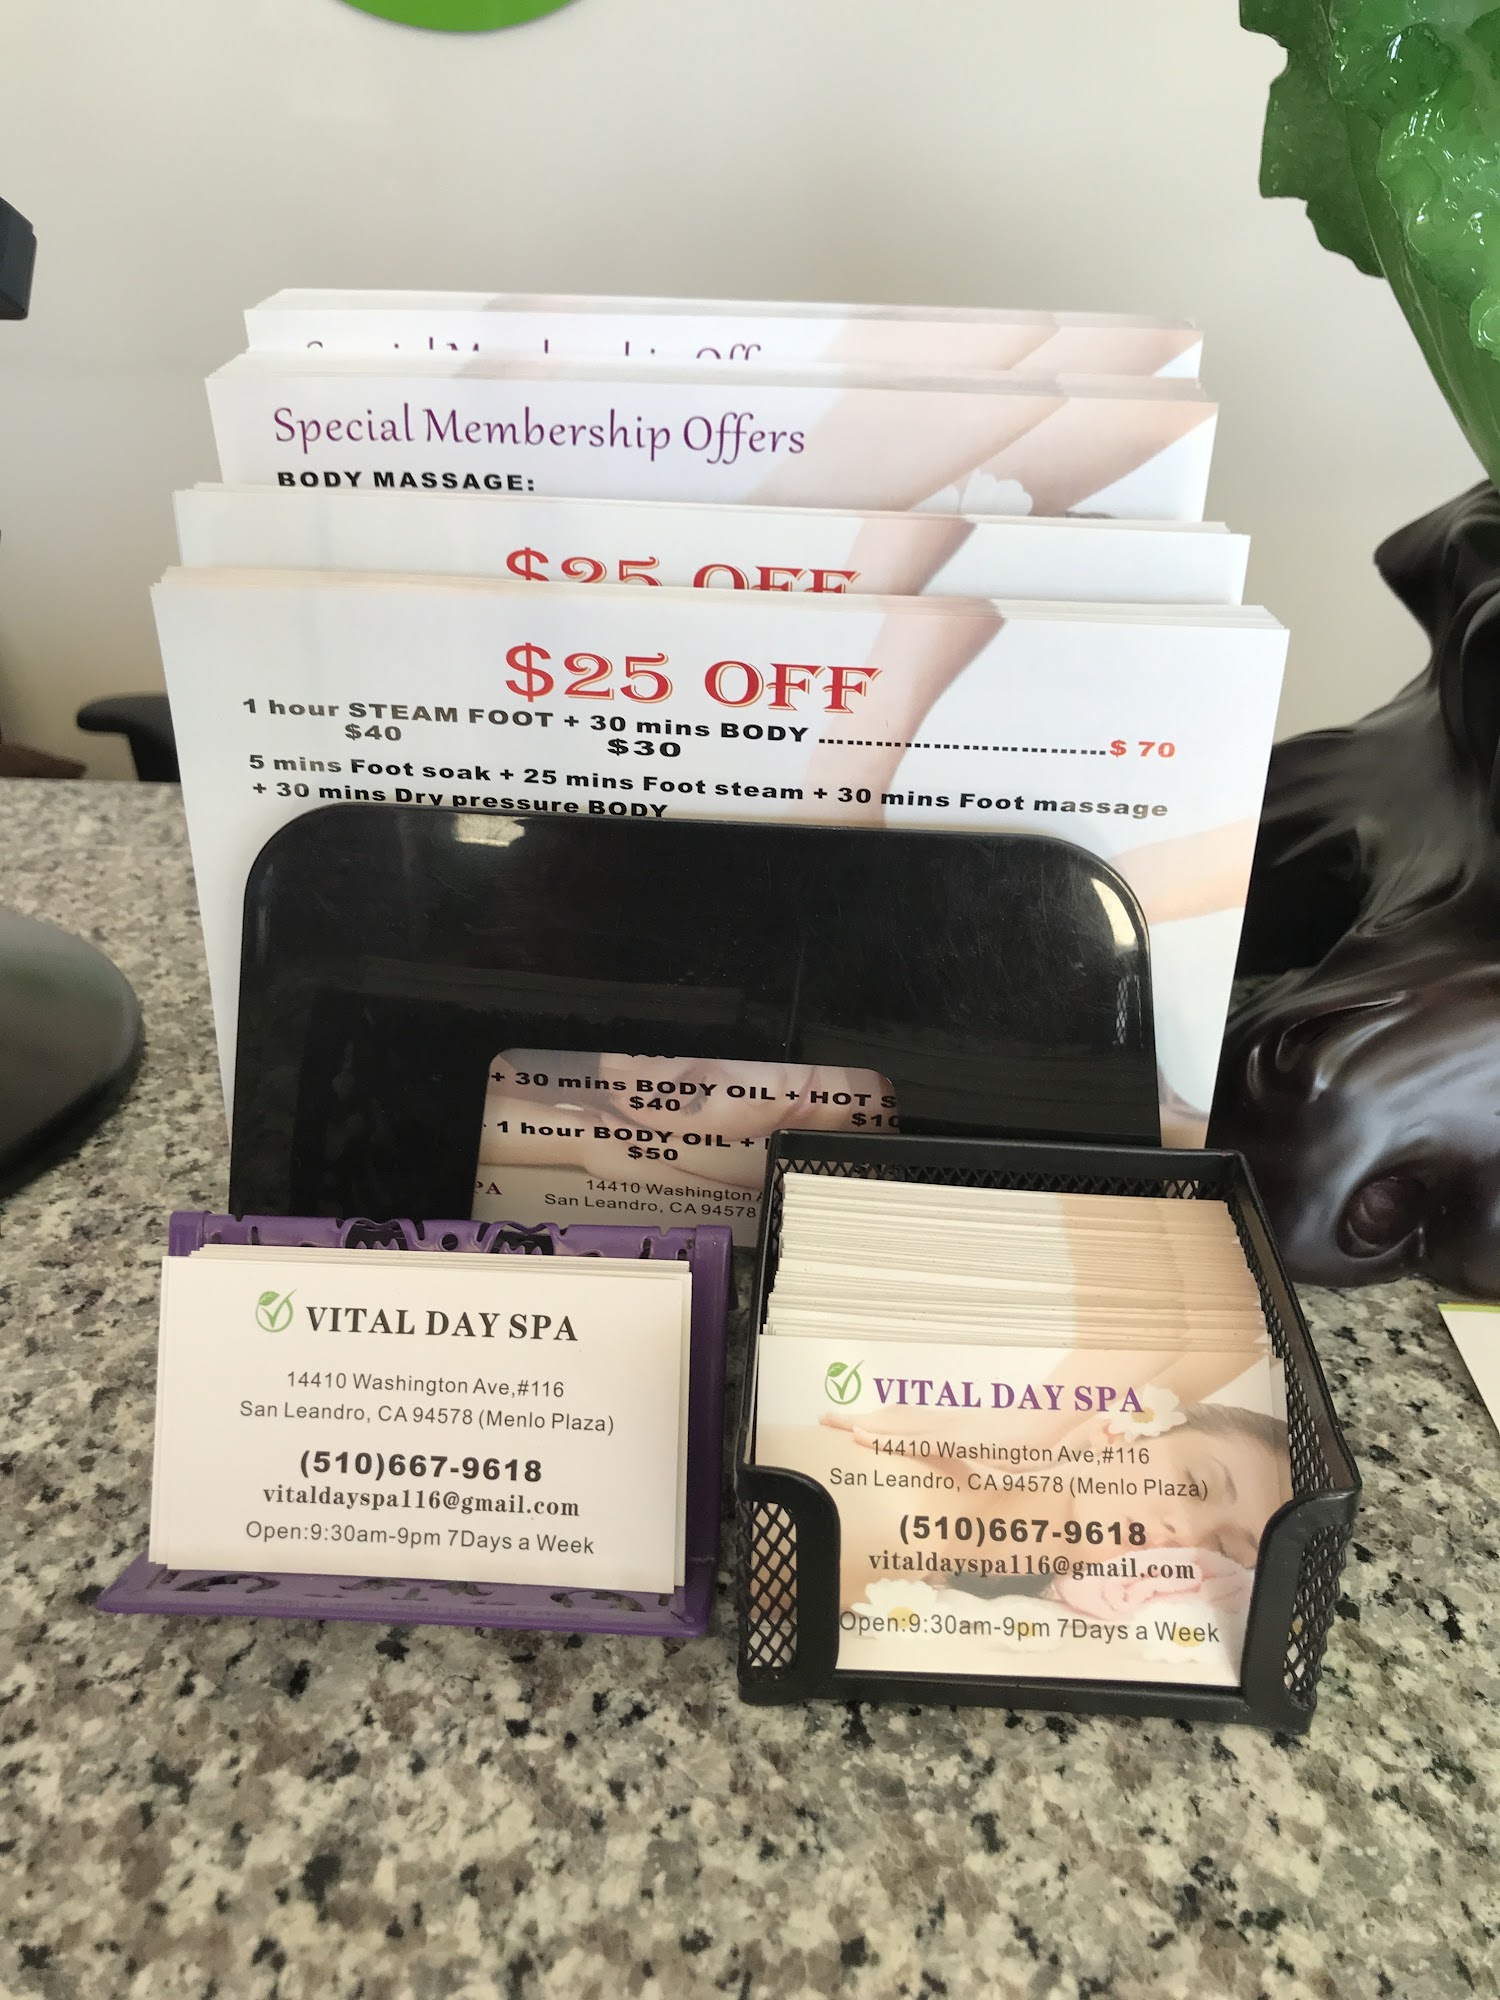 Special Membership Offers
BODY MASSAGE:
$25 OFF
$25 OFF
1 hour STEAM FOOT + 30 mins BODY ................................$ 70
$40 $30
5 mins Foot soak + 25 mins Foot steam + 30 mins Foot massage
+ 30 mins Dry pressure BODY
+ 30 mins BODY OIL + HOT S
$40 $10
1 hour BODY OIL +
$50
PA 14410 Washington A
San Leandro, CA 94578
VITAL DAY SPA
14410 Washington Ave,#116
San Leandro, CA 94578 (Menlo Plaza)
(510)667-9618
vitaldayspa116@gmail.com
Open:9:30am-9pm 7Days a Week
VITAL DAY SPA
14410 Washington Ave,#116
San Leandro, CA 94578 (Menlo Plaza)
(510)667-9618
vitaldayspa116@gmail.com
Open:9:30am-9pm 7Days a Week